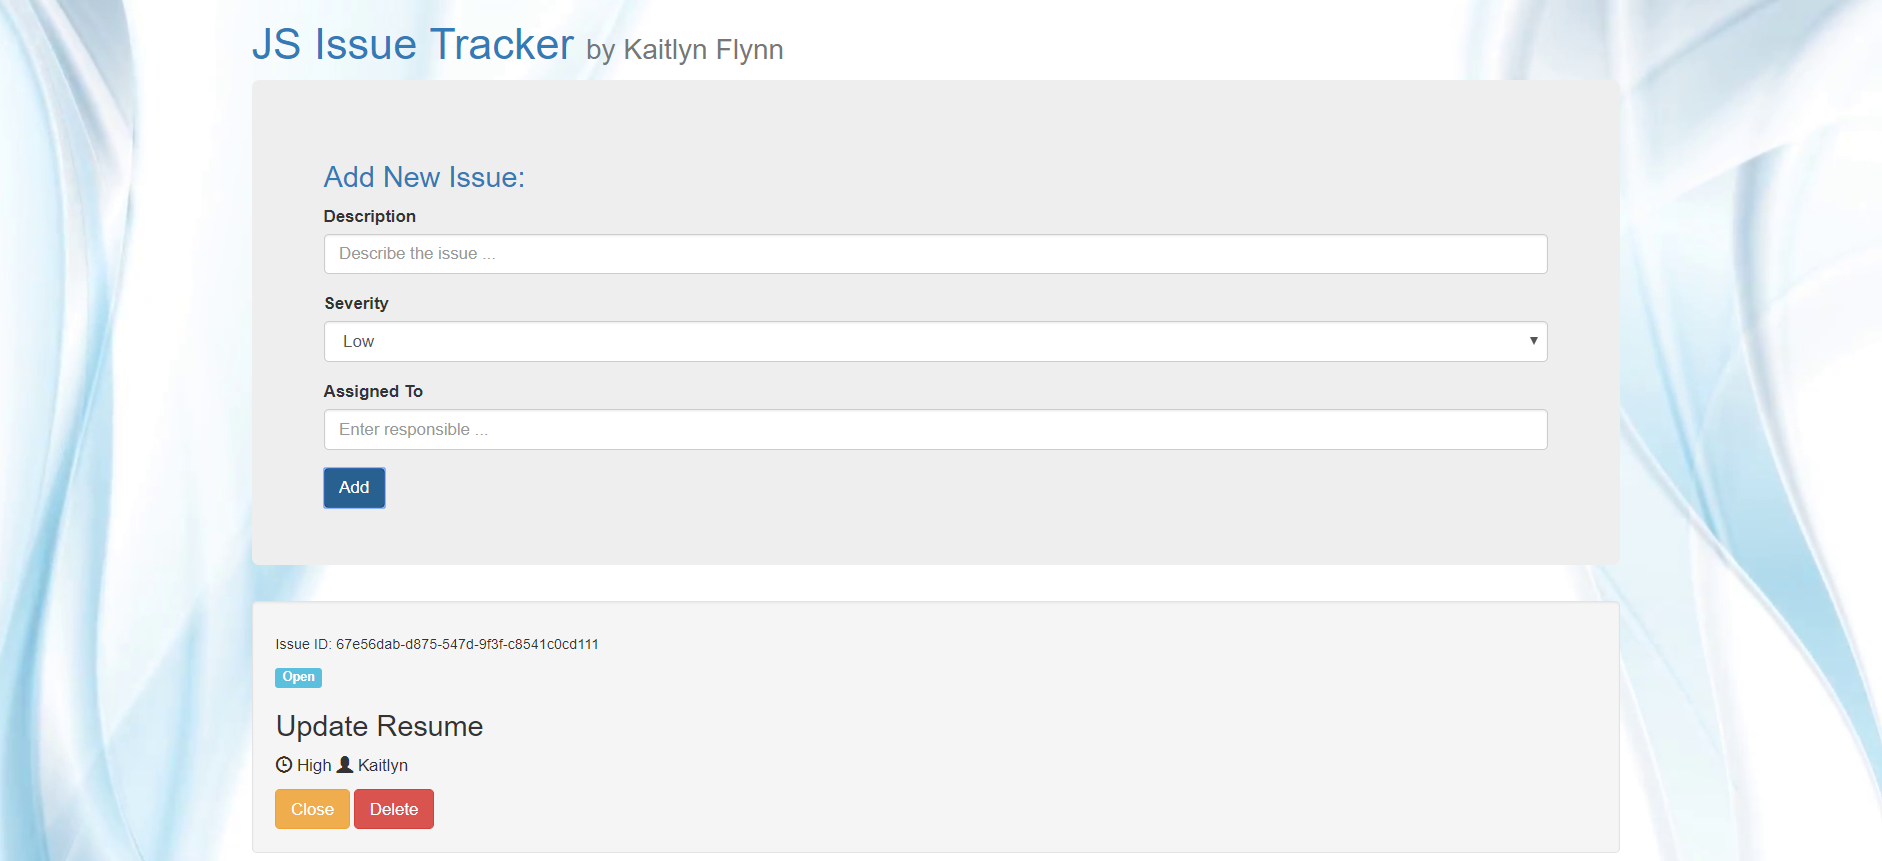 JS Issue Tracker by Kaitlyn Flynn
Add New Issue:
Description
Describe the issue ...
Severity
Low
Assigned To
Enter responsible ...
Add
Issue ID: 67e56dab-d875-547d-9f3f-c8541c0cd111
Open
Update Resume
High Kaitlyn
Close Delete